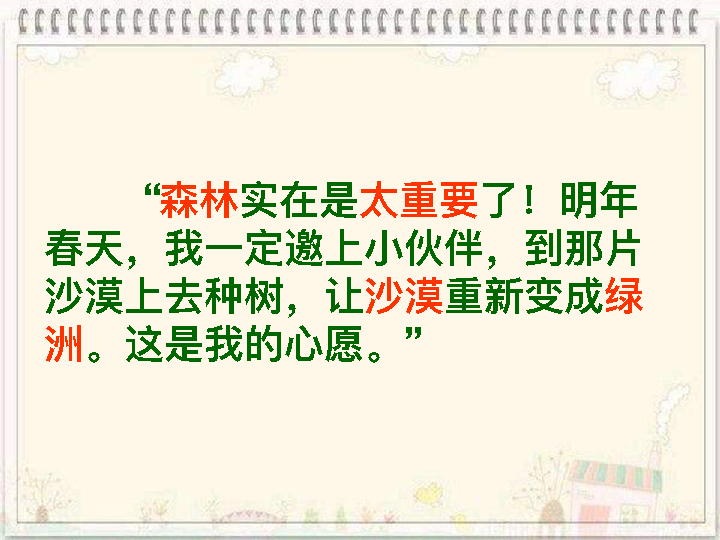 “森林实在是太重要了！明年
春天，我一定邀上小伙伴，到那片
沙漠上去种树，让沙漠重新变成绿
洲。这是我的心愿。”